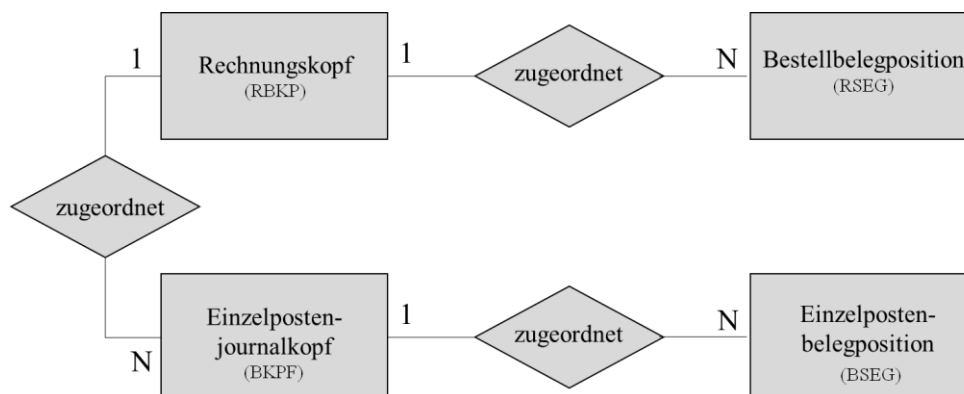 1
Rechnungskopf
(RBKP)
1
zugeordnet
N
Bestellbelegposition
(RSEG)
zugeordnet
N
Einzelposten-
journalkopf
(BKPF)
1
zugeordnet
N
Einzelposten-
belegposition
(BSEG)